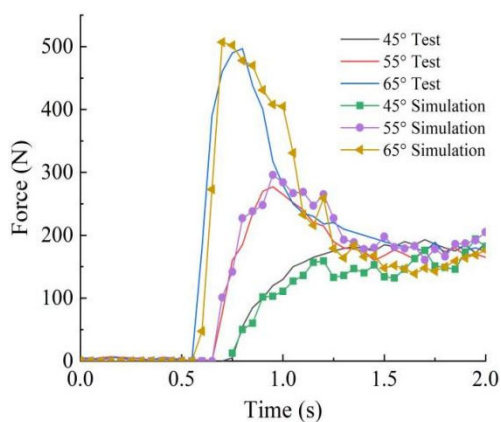 500
400
300
200
100
0
Force (N)
45° Test
55° Test
65° Test
45° Simulation
55° Simulation
65° Simulation
0.0 0.5 1.0 1.5 2.0
Time (s)